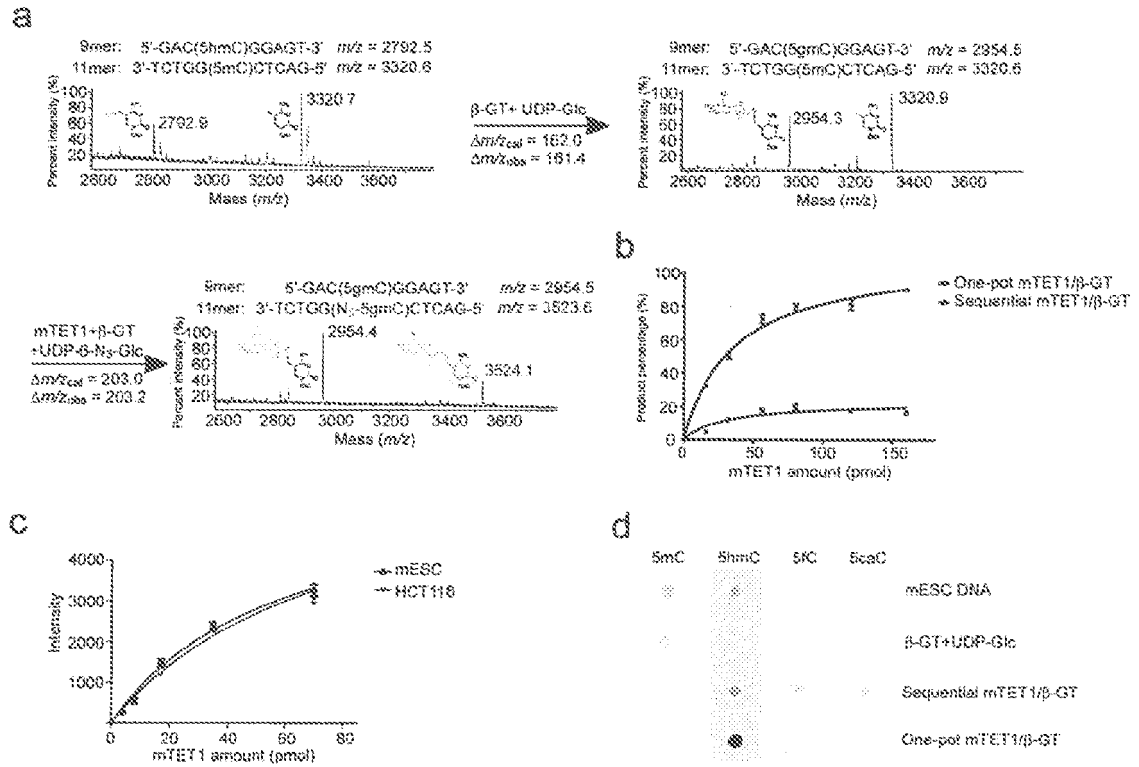 a
9mer: 5'-GAC(5hmC)GGAGT-3' m/z = 2792.5
11mer: 3'-TCTGG(5mC)CTCAG-5' m/z = 3320.6
Percent intensity (%)
100
80
60
40
20
2792.9
3320.7
2600 2800 3000 3200 3400 3600
Mass (m/z)
β-GT+ UDP-Glc
Δm/zcal = 162.0
Δm/zobs = 161.4
9mer: 5'-GAC(5gmC)GGAGT-3' m/z = 2954.5
11mer: 3'-TCTGG(5mC)CTCAG-5' m/z = 3320.6
Percent intensity (%)
100
80
60
40
20
2954.3
3320.9
2600 2800 3000 3200 3400 3600
Mass (m/z)
mTET1+β-GT
+UDP-6-N3-Glc
Δm/zcal = 203.0
Δm/zobs = 203.2
9mer: 5'-GAC(5gmC)GGAGT-3' m/z = 2954.5
11mer: 3'-TCTGG(N3-5gmC)CTCAG-5' m/z = 3523.6
Percent intensity (%)
100
80
60
40
20
2954.4
3524.1
2600 2800 3000 3200 3400 3600
Mass (m/z)
b
Product percentage (%)
100
80
60
40
20
0
0 50 100 150
mTET1 amount (pmol)
One-pot mTET1/β-GT
Sequential mTET1/β-GT
c
Intensity
4000
3000
2000
1000
0 20 40 60 80
mTET1 amount (pmol)
mESC
HCT116
d
5mC 5hmC 5fC 5caC
mESC DNA
β-GT+UDP-Glc
Sequential mTET1/β-GT
One-pot mTET1/β-GT